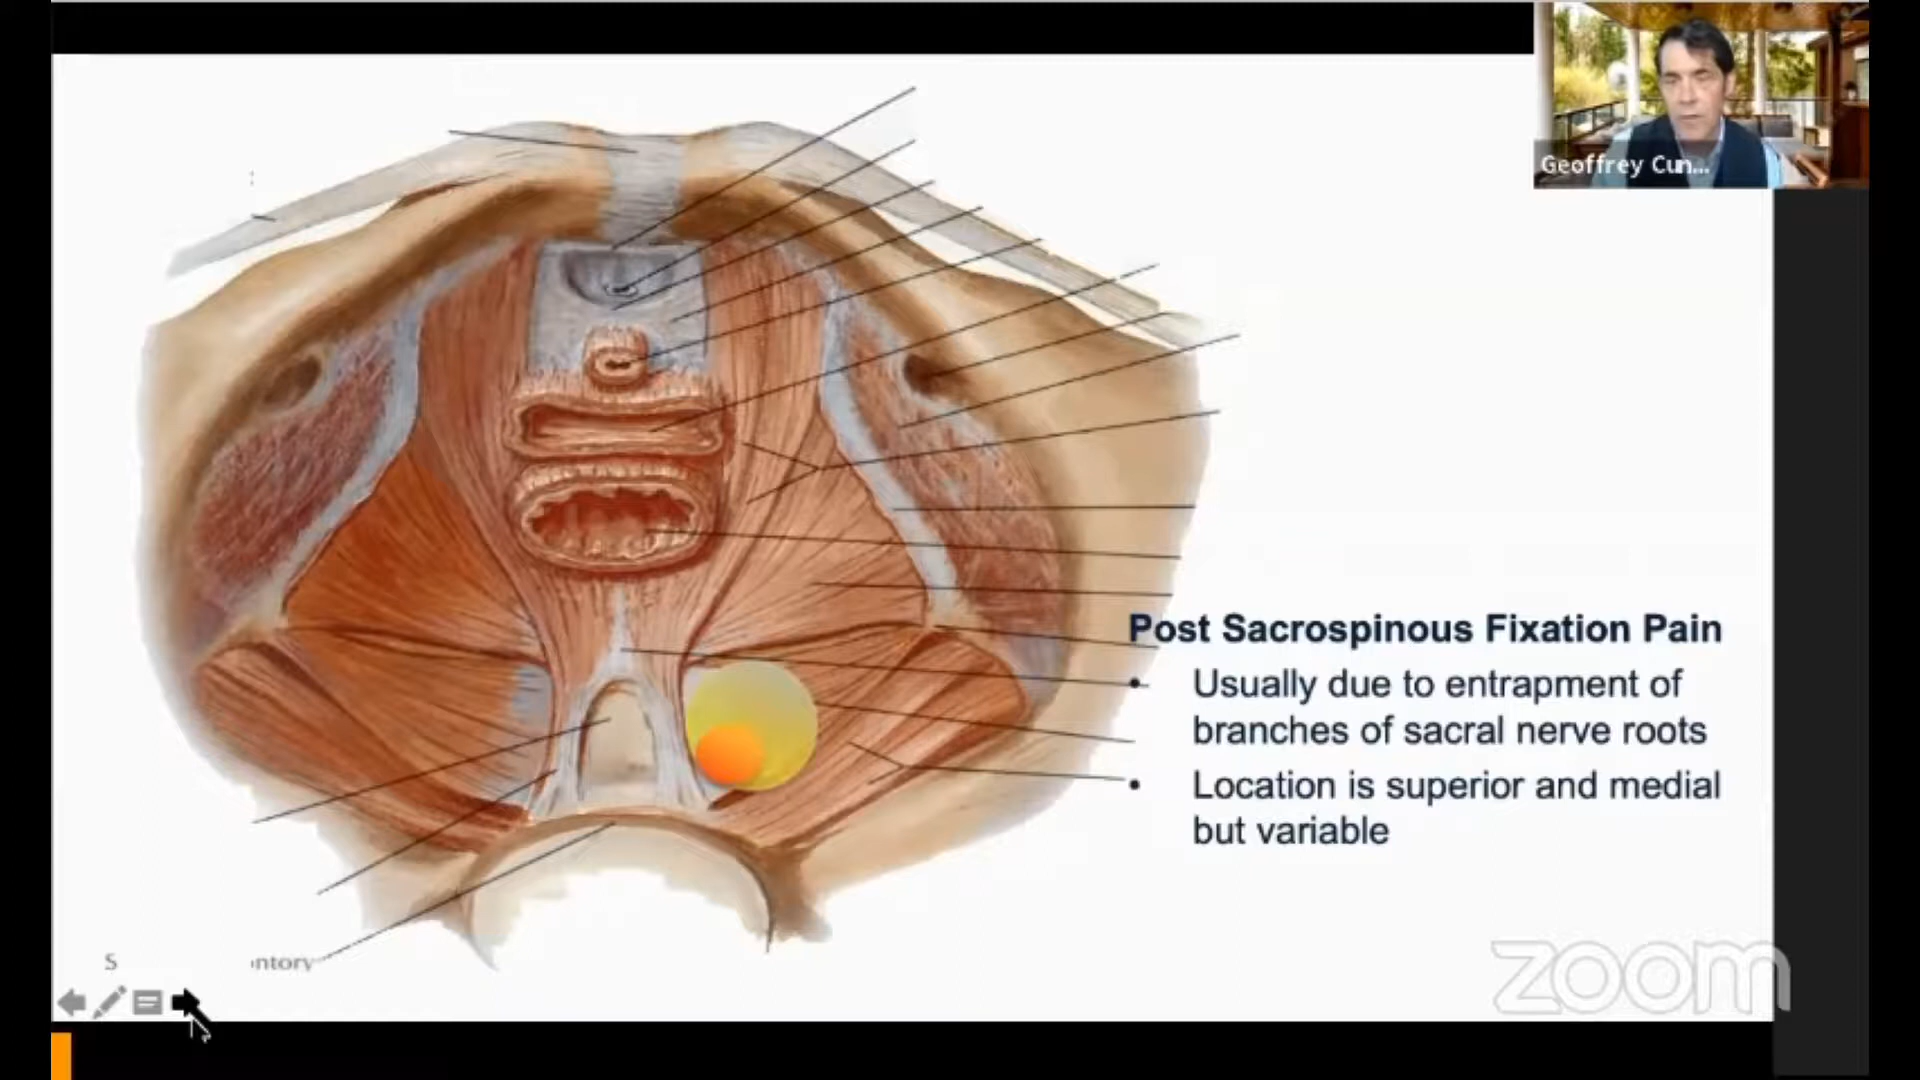 Geoffrey Cun...
Post Sacrospinous Fixation Pain
• Usually due to entrapment of
branches of sacral nerve roots
• Location is superior and medial
but variable
S
ntory
zoom